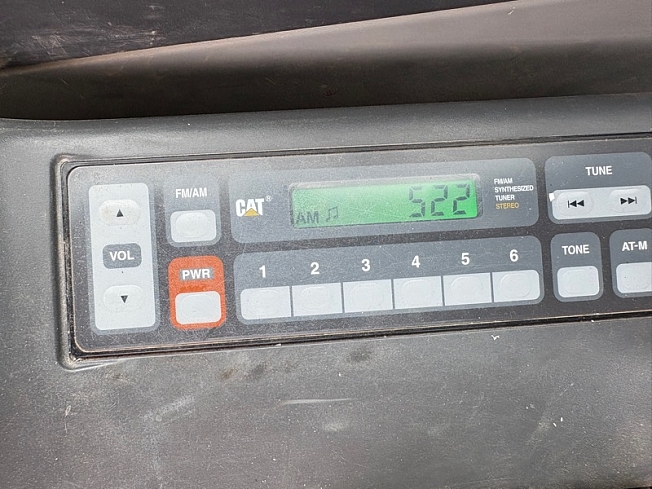 FM/AM
CAT®
AM 522
FM/AM
SYNTHESIZED
TUNER
STEREO
TUNE
VOL
PWR
1 2 3 4 5 6
TONE
AT-M